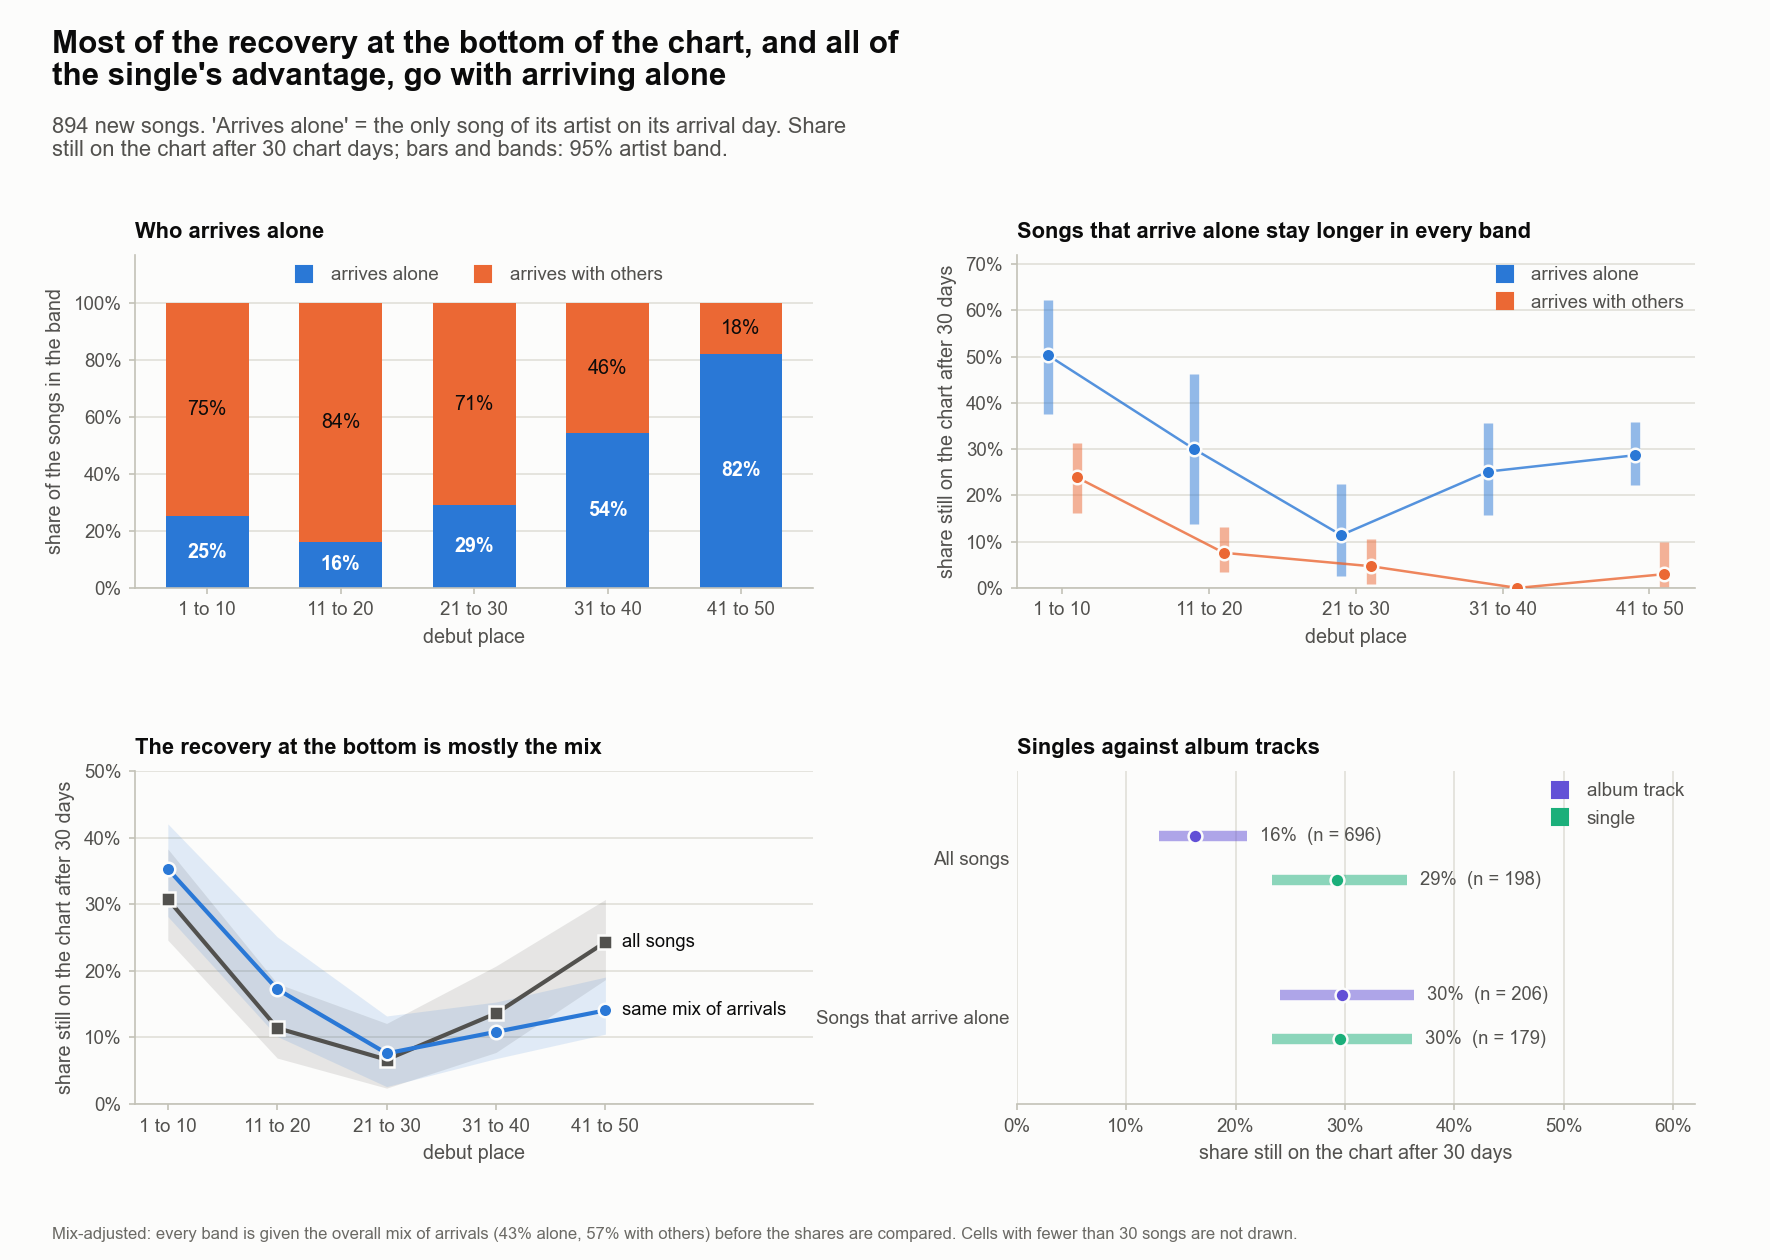 Most of the recovery at the bottom of the chart, and all of
the single's advantage, go with arriving alone
894 new songs. 'Arrives alone' = the only song of its artist on its arrival day. Share
still on the chart after 30 chart days; bars and bands: 95% artist band.
Who arrives alone
arrives alone
arrives with others
share of the songs in the band
100%
80%
60%
40%
20%
0%
75%
84%
71%
46%
18%
25%
16%
29%
54%
82%
1 to 10
11 to 20
21 to 30
31 to 40
41 to 50
debut place
Songs that arrive alone stay longer in every band
arrives alone
arrives with others
share still on the chart after 30 days
70%
60%
50%
40%
30%
20%
10%
0%
1 to 10
11 to 20
21 to 30
31 to 40
41 to 50
debut place
The recovery at the bottom is mostly the mix
share still on the chart after 30 days
50%
40%
30%
20%
10%
0%
all songs
same mix of arrivals
1 to 10
11 to 20
21 to 30
31 to 40
41 to 50
debut place
Singles against album tracks
album track
single
All songs
16% (n = 696)
29% (n = 198)
Songs that arrive alone
30% (n = 206)
30% (n = 179)
0%
10%
20%
30%
40%
50%
60%
share still on the chart after 30 days
Mix-adjusted: every band is given the overall mix of arrivals (43% alone, 57% with others) before the shares are compared. Cells with fewer than 30 songs are not drawn.